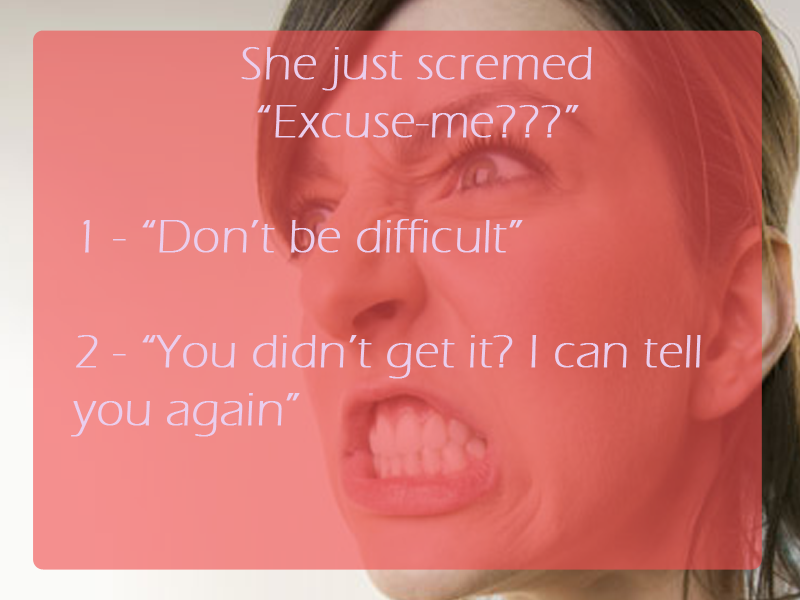 She just scremed
“Excuse-me???”
1 - “Don’t be difficult”
2 - “You didn’t get it? I can tell
you again”